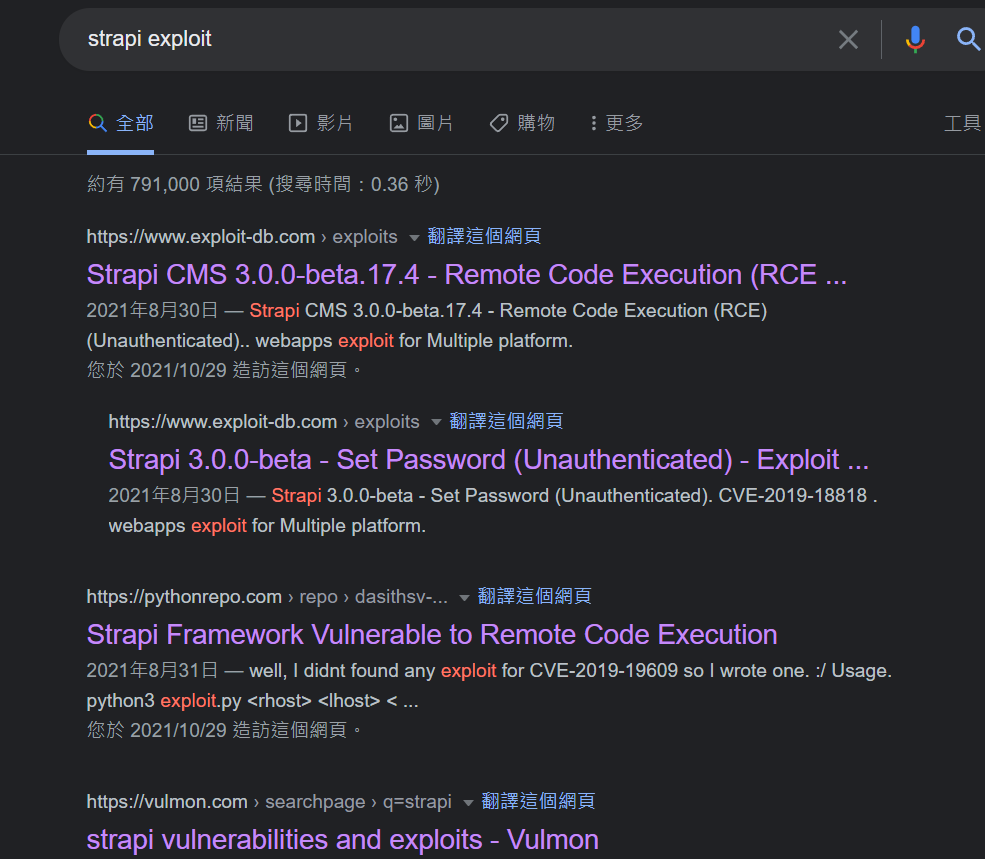 strapi exploit
全部 新聞 影片 圖片 購物 更多 工具
約有 791,000 項結果 (搜尋時間：0.36 秒)
https://www.exploit-db.com › exploits 翻譯這個網頁
Strapi CMS 3.0.0-beta.17.4 - Remote Code Execution (RCE ...
2021年8月30日 — Strapi CMS 3.0.0-beta.17.4 - Remote Code Execution (RCE)
(Unauthenticated).. webapps exploit for Multiple platform.
您於 2021/10/29 造訪這個網頁。
https://www.exploit-db.com › exploits 翻譯這個網頁
Strapi 3.0.0-beta - Set Password (Unauthenticated) - Exploit ...
2021年8月30日 — Strapi 3.0.0-beta - Set Password (Unauthenticated). CVE-2019-18818 .
webapps exploit for Multiple platform.
https://pythonrepo.com › repo › dasithsv-... 翻譯這個網頁
Strapi Framework Vulnerable to Remote Code Execution
2021年8月31日 — well, I didnt found any exploit for CVE-2019-19609 so I wrote one. :/ Usage.
python3 exploit.py <rhost> <lhost> < ...
您於 2021/10/29 造訪這個網頁。
https://vulmon.com › searchpage › q=strapi 翻譯這個網頁
strapi vulnerabilities and exploits - Vulmon